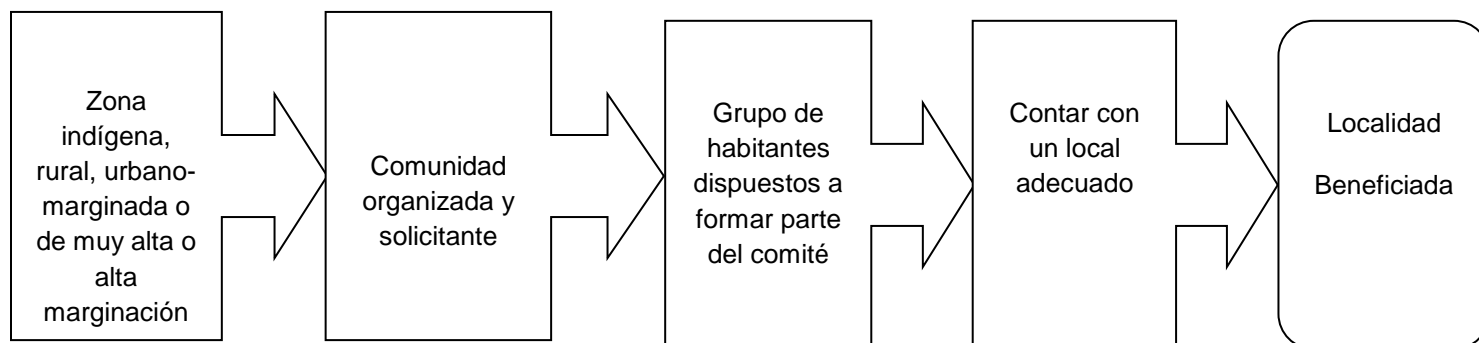 Zona
indígena,
rural, urbano-
marginada o
de muy alta o
alta
marginación
Comunidad
organizada y
solicitante
Grupo de
habitantes
dispuestos a
formar parte
del comité
Contar con
un local
adecuado
Localidad
Beneficiada